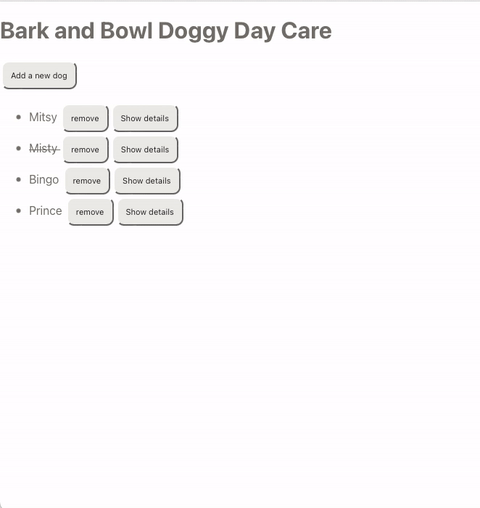 Bark and Bowl Doggy Day Care
Add a new dog
Mitsy remove Show details
Misty remove Show details
Bingo remove Show details
Prince remove Show details